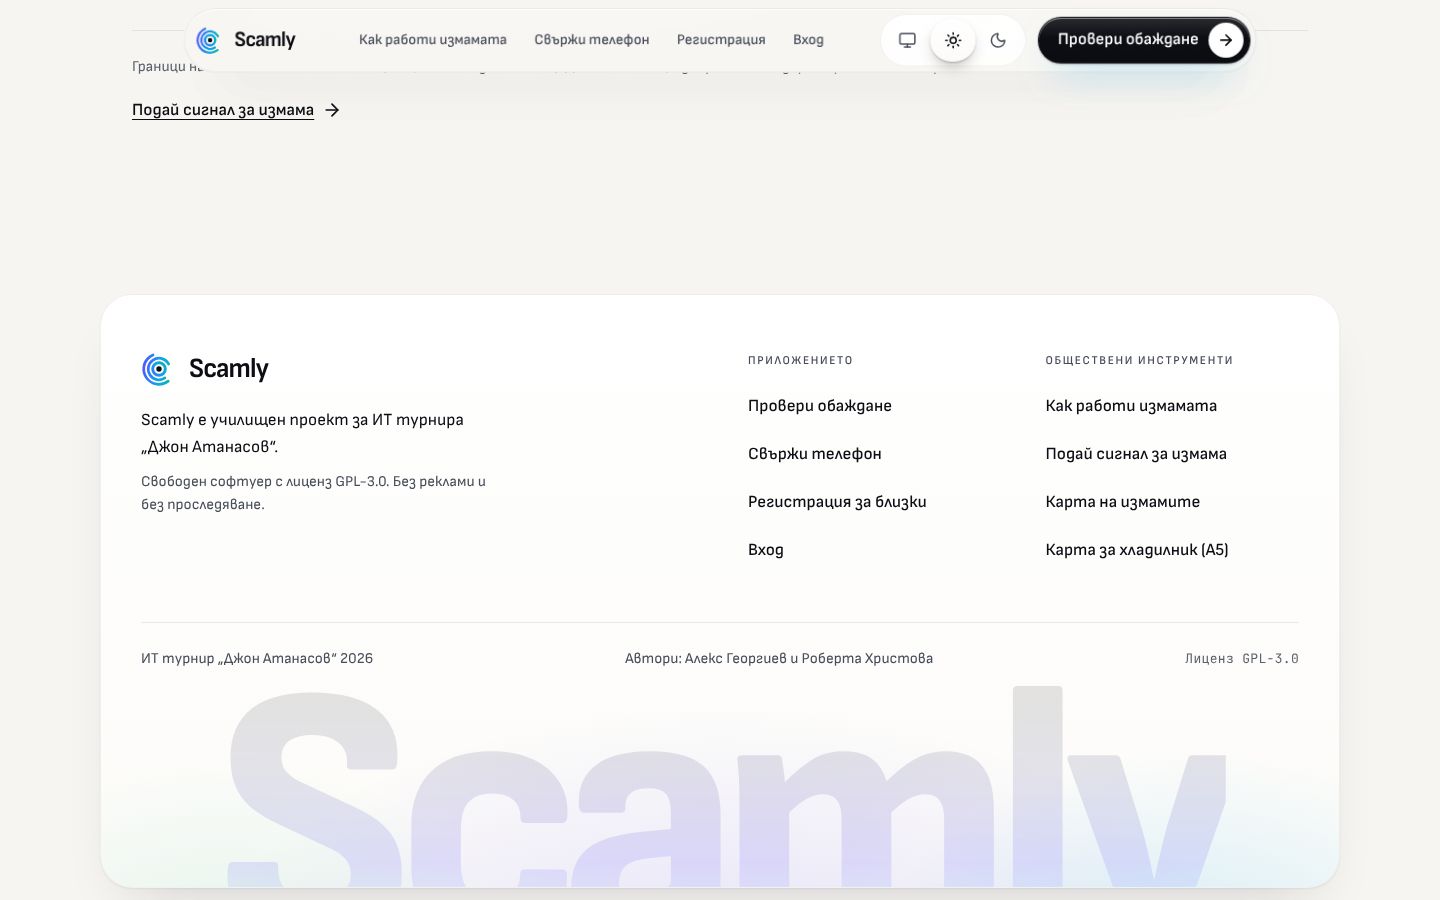 Scamly
Как работи измамата
Свържи телефон
Регистрация
Вход
Провери обаждане
Граници
Подай сигнал за измама
Scamly
Scamly е училищен проект за ИТ турнира
„Джон Атанасов“.
Свободен софтуер с лиценз GPL-3.0. Без реклами и
без проследяване.
ПРИЛОЖЕНИЕТО
Провери обаждане
Свържи телефон
Регистрация за близки
Вход
ОБЩЕСТВЕНИ ИНСТРУМЕНТИ
Как работи измамата
Подай сигнал за измама
Карта на измамите
Карта за хладилник (A5)
ИТ турнир „Джон Атанасов“ 2026
Автори: Алекс Георгиев и Роберта Христова
Лиценз GPL-3.0
Scamly